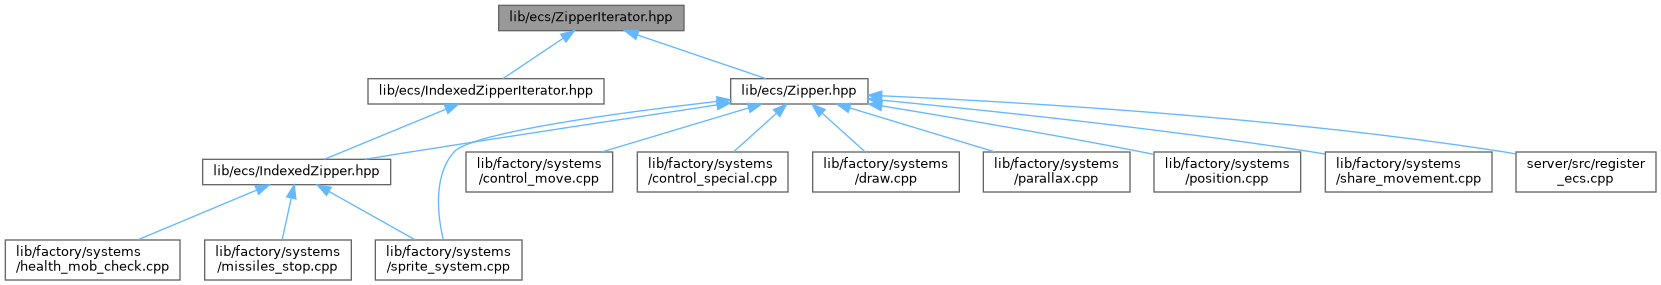 lib/ecs/ZipperIterator.hpp
lib/ecs/IndexedZipperIterator.hpp
lib/ecs/Zipper.hpp
lib/ecs/IndexedZipper.hpp
lib/factory/systems
/control_move.cpp
lib/factory/systems
/control_special.cpp
lib/factory/systems
/draw.cpp
lib/factory/systems
/parallax.cpp
lib/factory/systems
/position.cpp
lib/factory/systems
/share_movement.cpp
server/src/register
_ecs.cpp
lib/factory/systems
/health_mob_check.cpp
lib/factory/systems
/missiles_stop.cpp
lib/factory/systems
/sprite_system.cpp